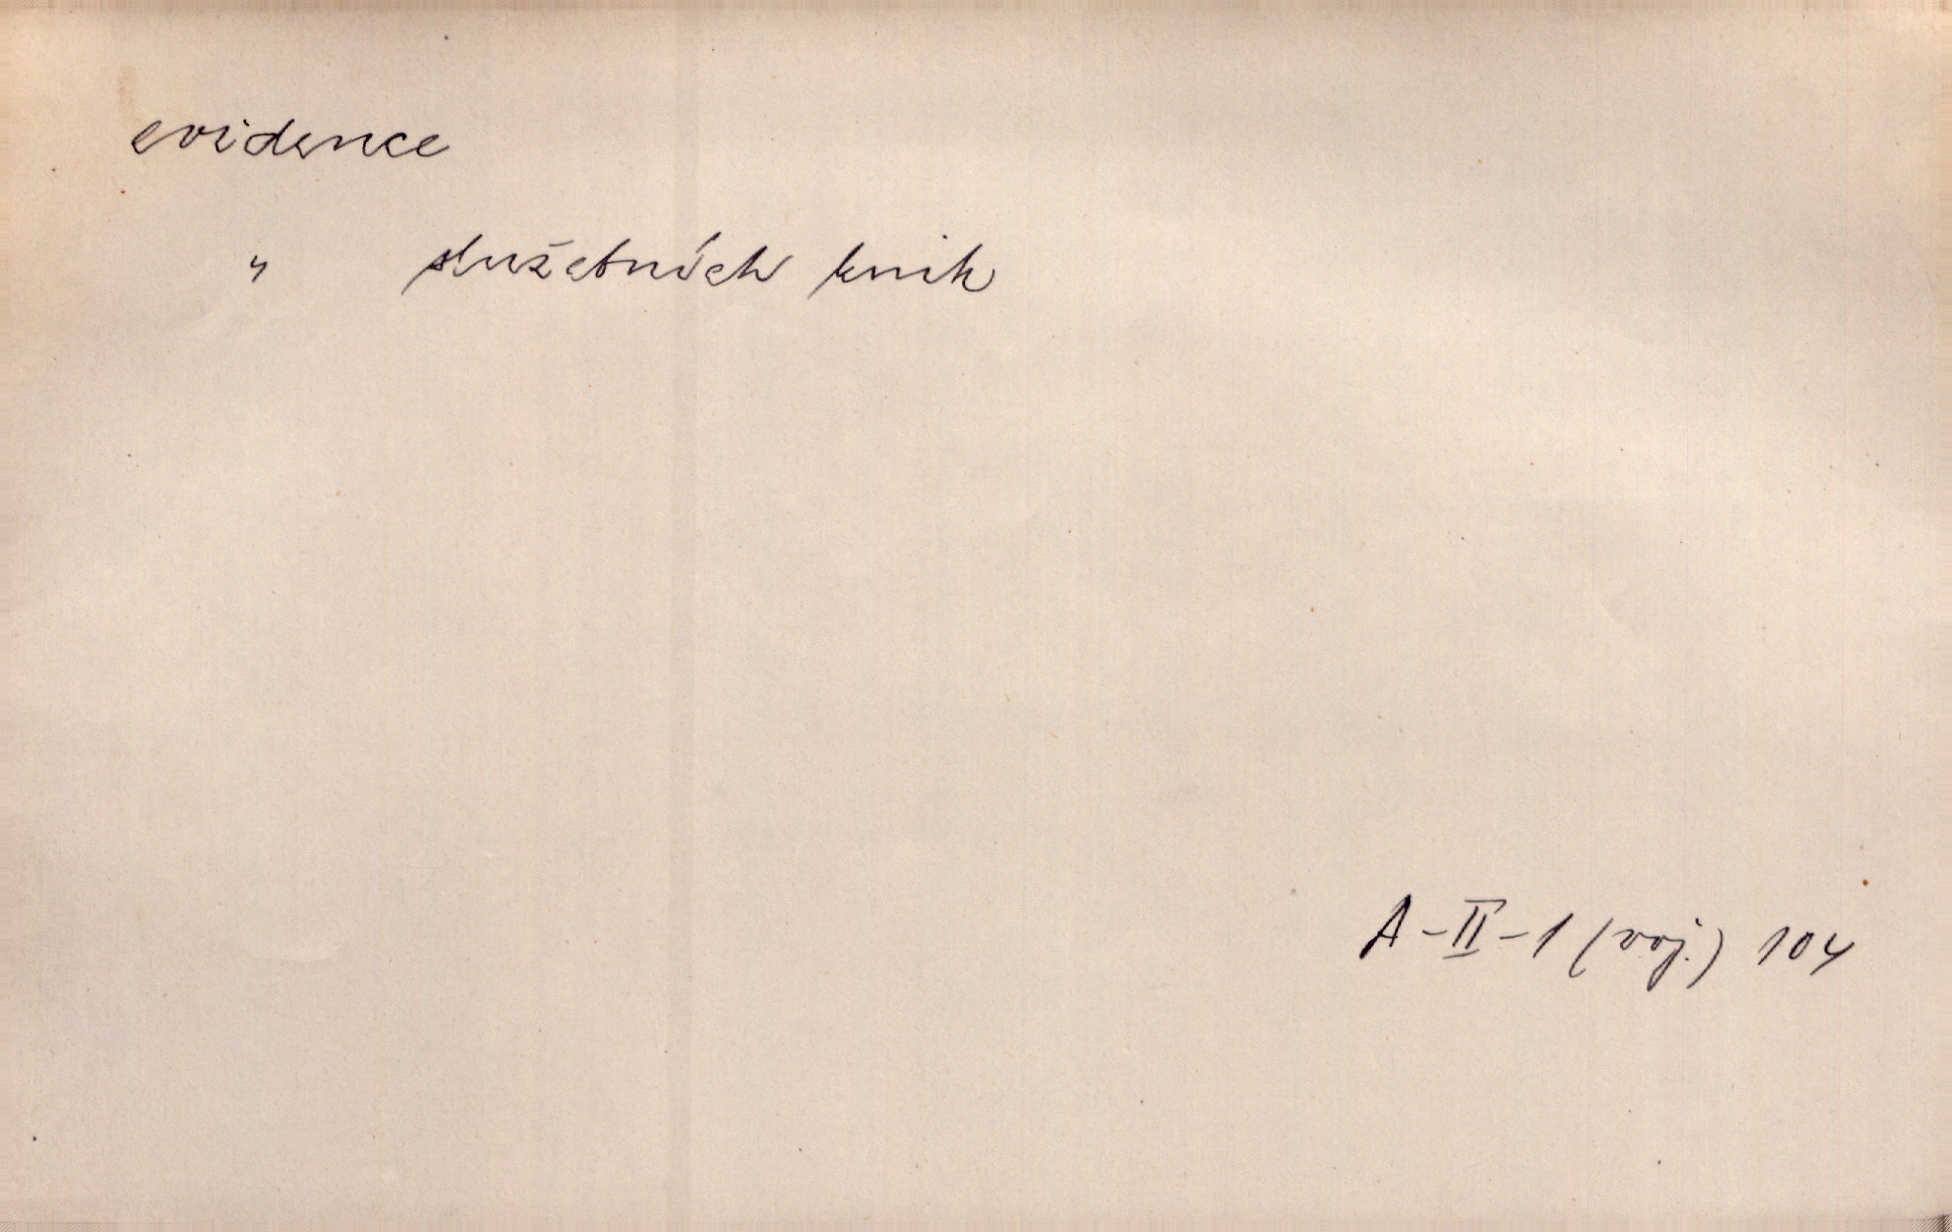 evidence
" služebních knih
A-II-1 (voj.) 104